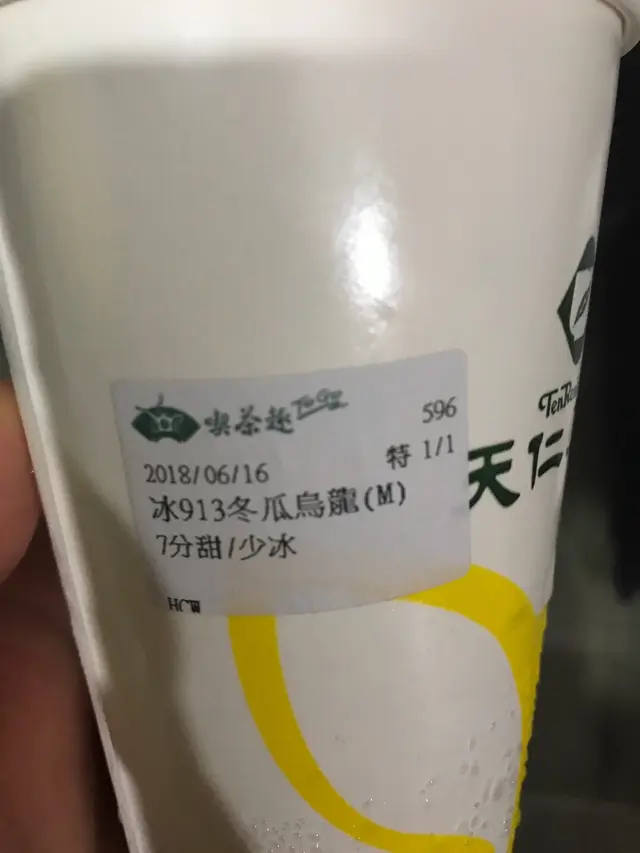 喫茶趣 ToGo
596
2018/06/16
特 1/1
冰913冬瓜烏龍(M)
7分甜/少冰
HCW
TenRen
天仁